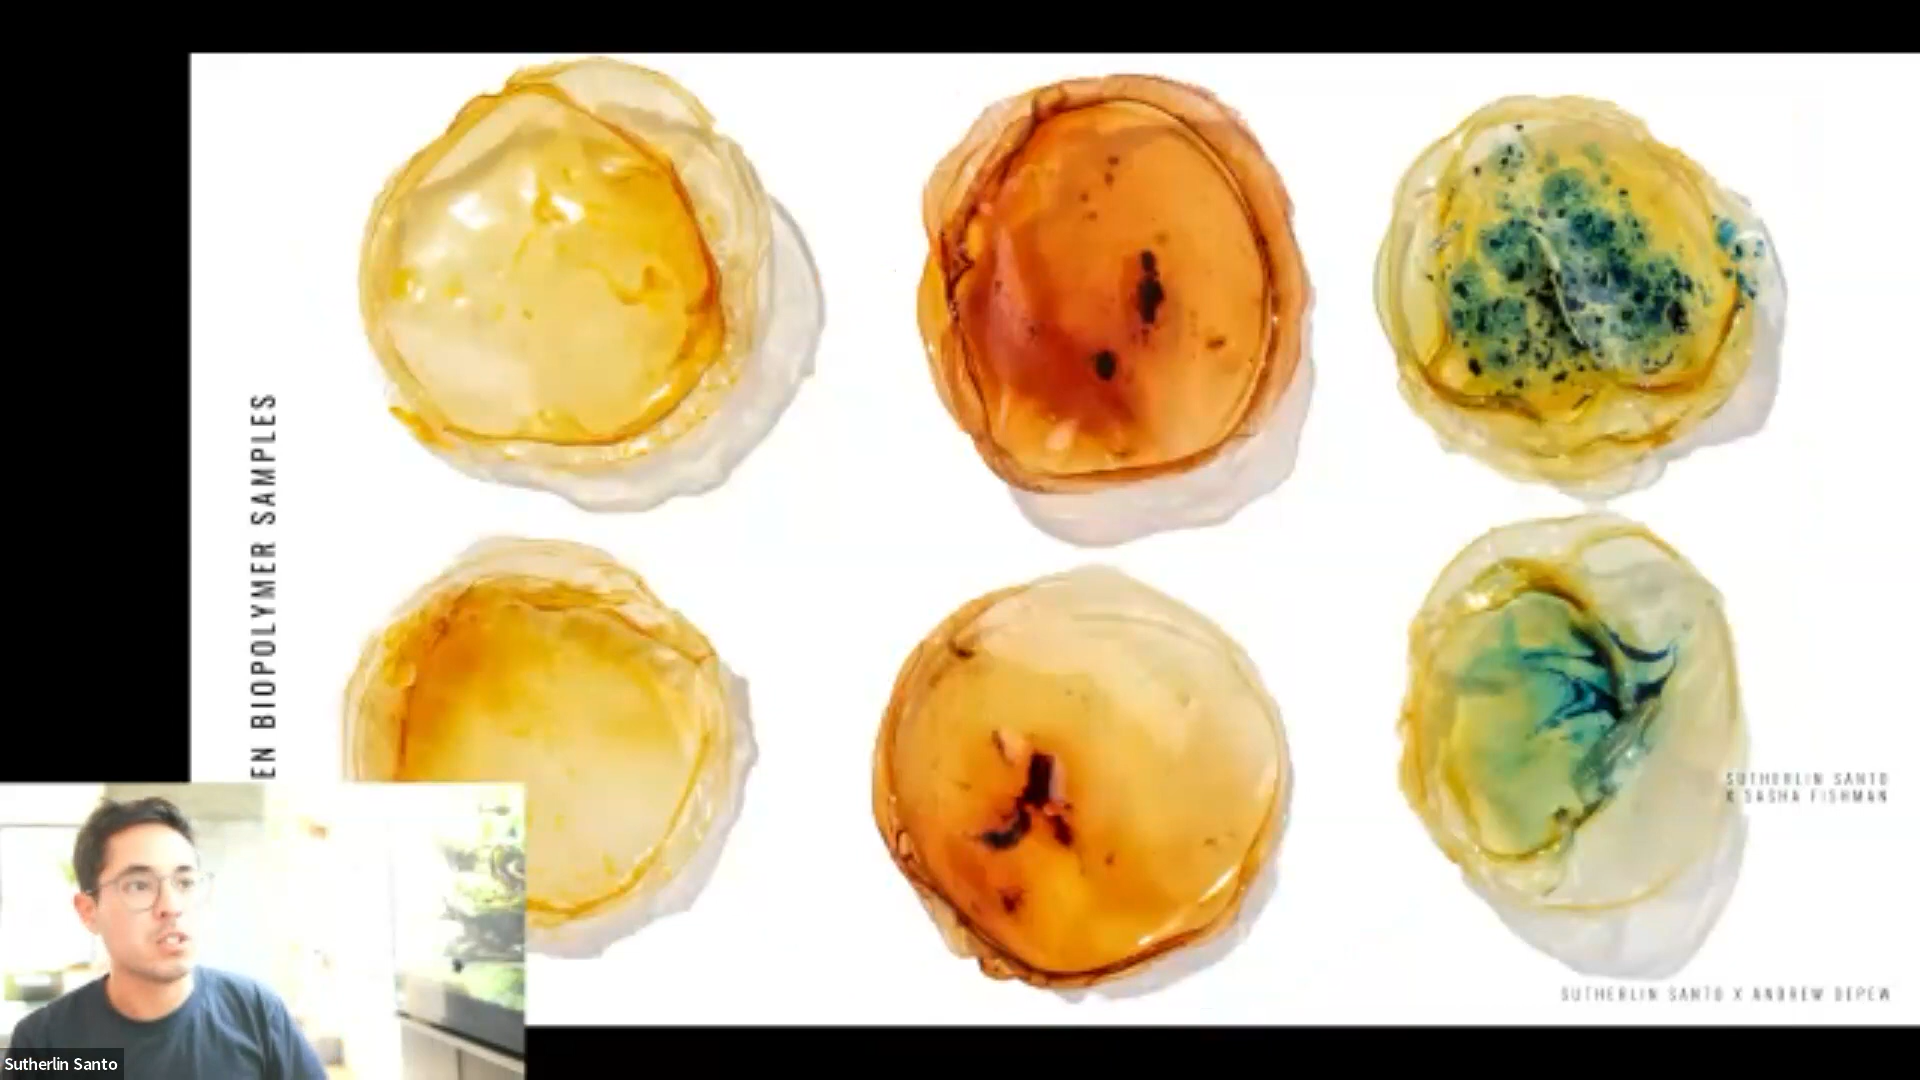 EN BIOPOLYMER SAMPLES
SUTHERLIN SANTO
X SASHA FISHMAN
SUTHERLIN SANTO X ANDREW DEPEW
Sutherlin Santo